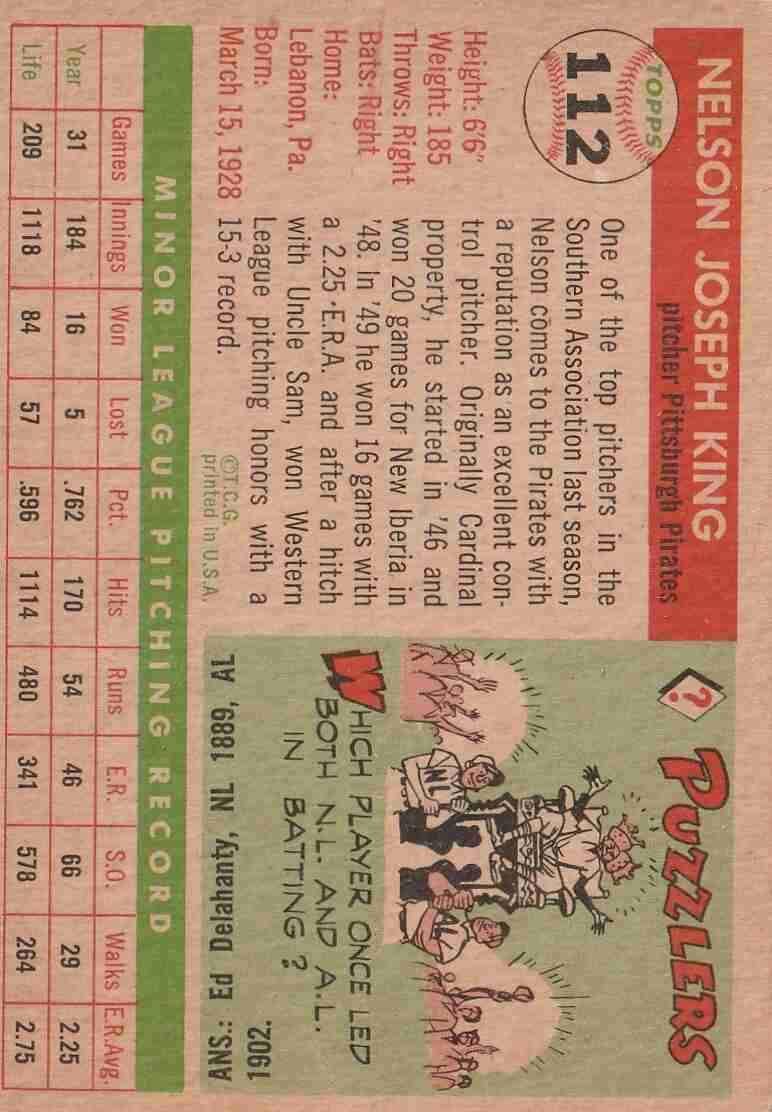 NELSON JOSEPH KING
pitcher Pittsburgh Pirates
TOPPS
112
Height: 6'6"
Weight: 185
Throws: Right
Bats: Right
Home:
Lebanon, Pa.
Born:
March 15, 1928
One of the top pitchers in the
Southern Association last season,
Nelson comes to the Pirates with
a reputation as an excellent con-
trol pitcher. Originally Cardinal
property, he started in '46 and
won 20 games for New Iberia in
'48. In '49 he won 16 games with
a 2.25 E.R.A. and after a hitch
with Uncle Sam, won Western
League pitching honors with a
15-3 record.
©T.C.G.
printed in U.S.A.
? PUZZLERS
NL
AL
WHICH PLAYER ONCE LED
BOTH N.L. AND A.L.
IN BATTING?
ANS.: Ed Delahanty, NL 1889, AL
1902.
MINOR LEAGUE PITCHING RECORD
Games Innings Won Lost Pct. Hits Runs E.R. S.O. Walks E.R.Avg.
Year 31 184 16 5 .762 170 54 46 66 29 2.25
Life 209 1118 84 57 .596 1114 480 341 578 264 2.75